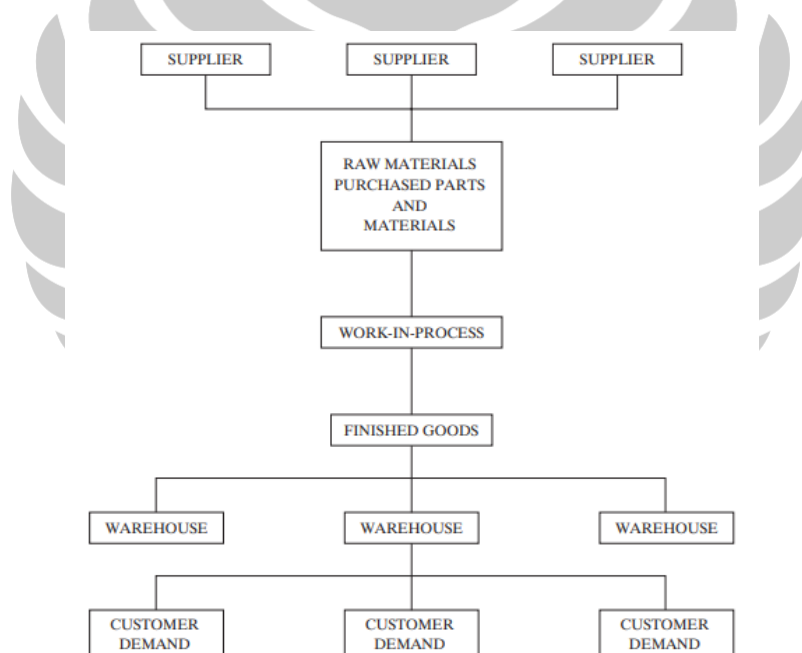 SUPPLIER
SUPPLIER
SUPPLIER
RAW MATERIALS
PURCHASED PARTS
AND
MATERIALS
WORK-IN-PROCESS
FINISHED GOODS
WAREHOUSE
WAREHOUSE
WAREHOUSE
CUSTOMER
DEMAND
CUSTOMER
DEMAND
CUSTOMER
DEMAND